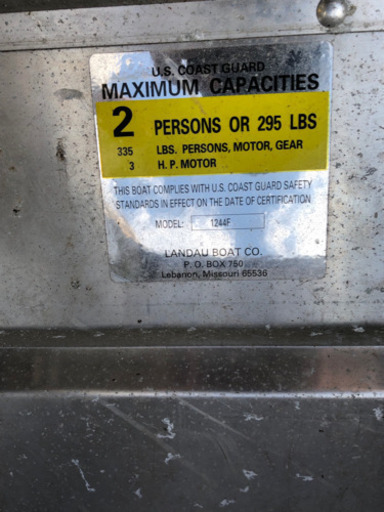 U.S. COAST GUARD
MAXIMUM CAPACITIES
2 PERSONS OR 295 LBS
335 LBS. PERSONS, MOTOR, GEAR
3 H.P. MOTOR
THIS BOAT COMPLIES WITH U.S. COAST GUARD SAFETY
STANDARDS IN EFFECT ON THE DATE OF CERTIFICATION
MODEL: 1244F
LANDAU BOAT CO.
P. O. BOX 750
Lebanon, Missouri 65536